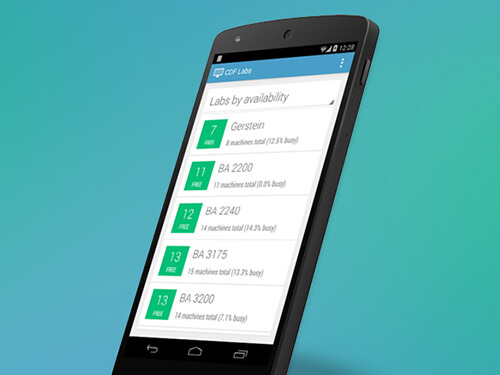 12:28
CDF Labs
Labs by availability
7
FREE
Gerstein
8 machines total (12.5% busy)
11
FREE
BA 2200
11 machines total (0.0% busy)
12
FREE
BA 2240
14 machines total (14.3% busy)
13
FREE
BA 3175
15 machines total (13.3% busy)
13
FREE
BA 3200
14 machines total (7.1% busy)